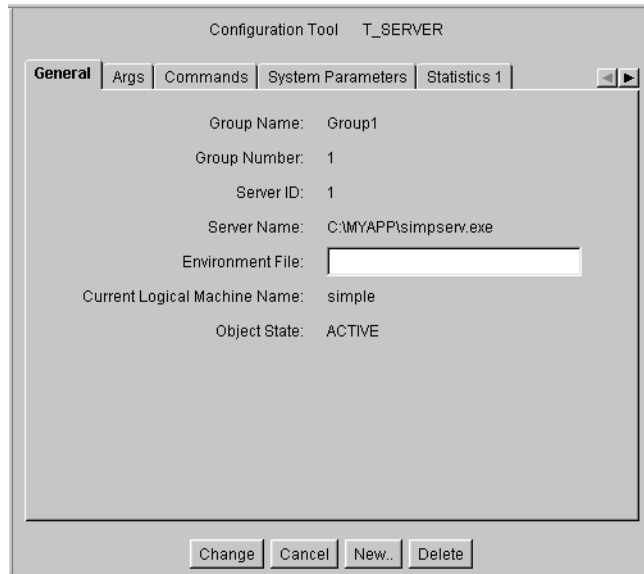 Configuration Tool T_SERVER
General Args Commands System Parameters Statistics 1
Group Name: Group1
Group Number: 1
Server ID: 1
Server Name: C:\MYAPP\simpserv.exe
Environment File:
Current Logical Machine Name: simple
Object State: ACTIVE
Change Cancel New.. Delete